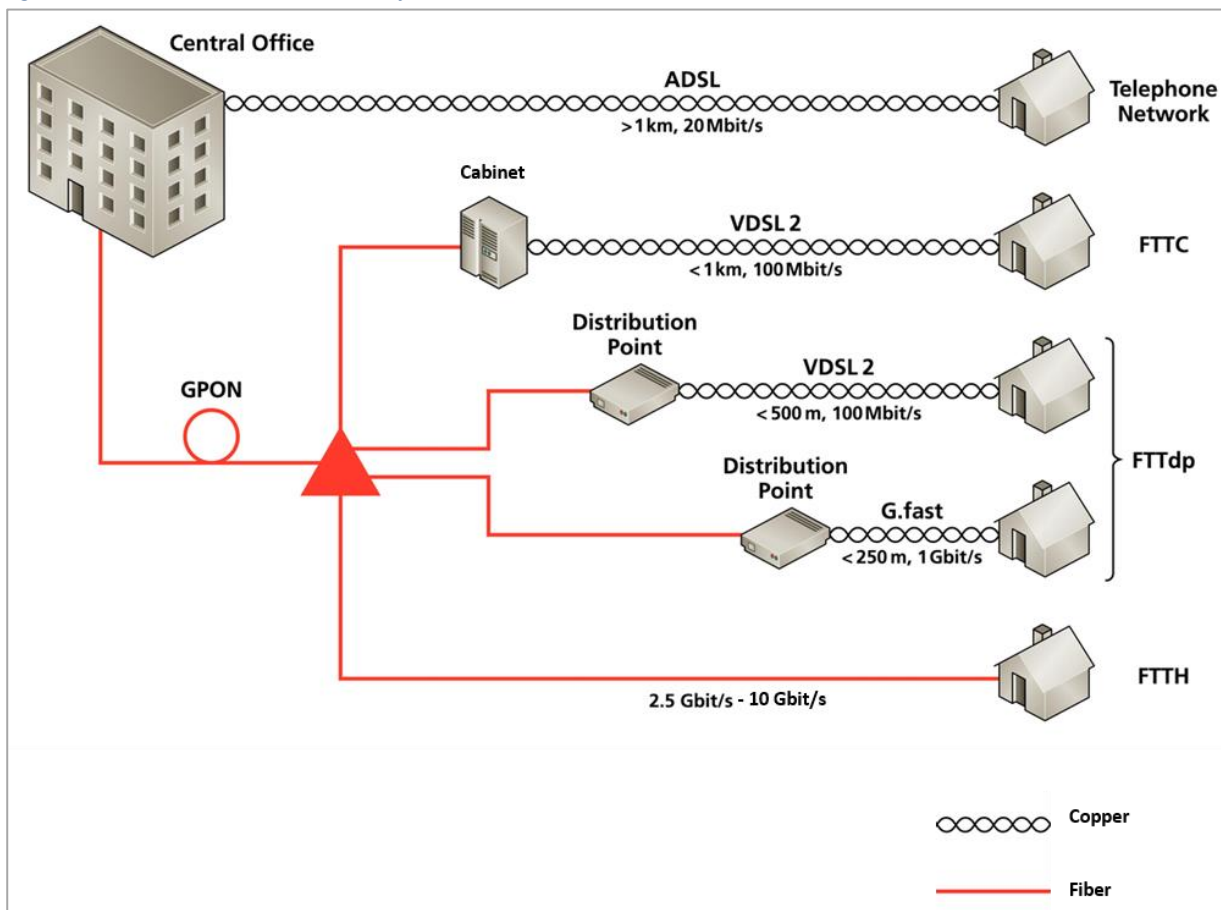 Central Office
ADSL
>1 km, 20 Mbit/s
Telephone
Network
Cabinet
VDSL 2
<1km, 100 Mbit/s
FTTC
Distribution
Point
VDSL 2
<500 m, 100 Mbit/s
GPON
Distribution
Point
G.fast
<250 m, 1 Gbit/s
FTTdp
2.5 Gbit/s - 10 Gbit/s
FTTH
Copper
Fiber